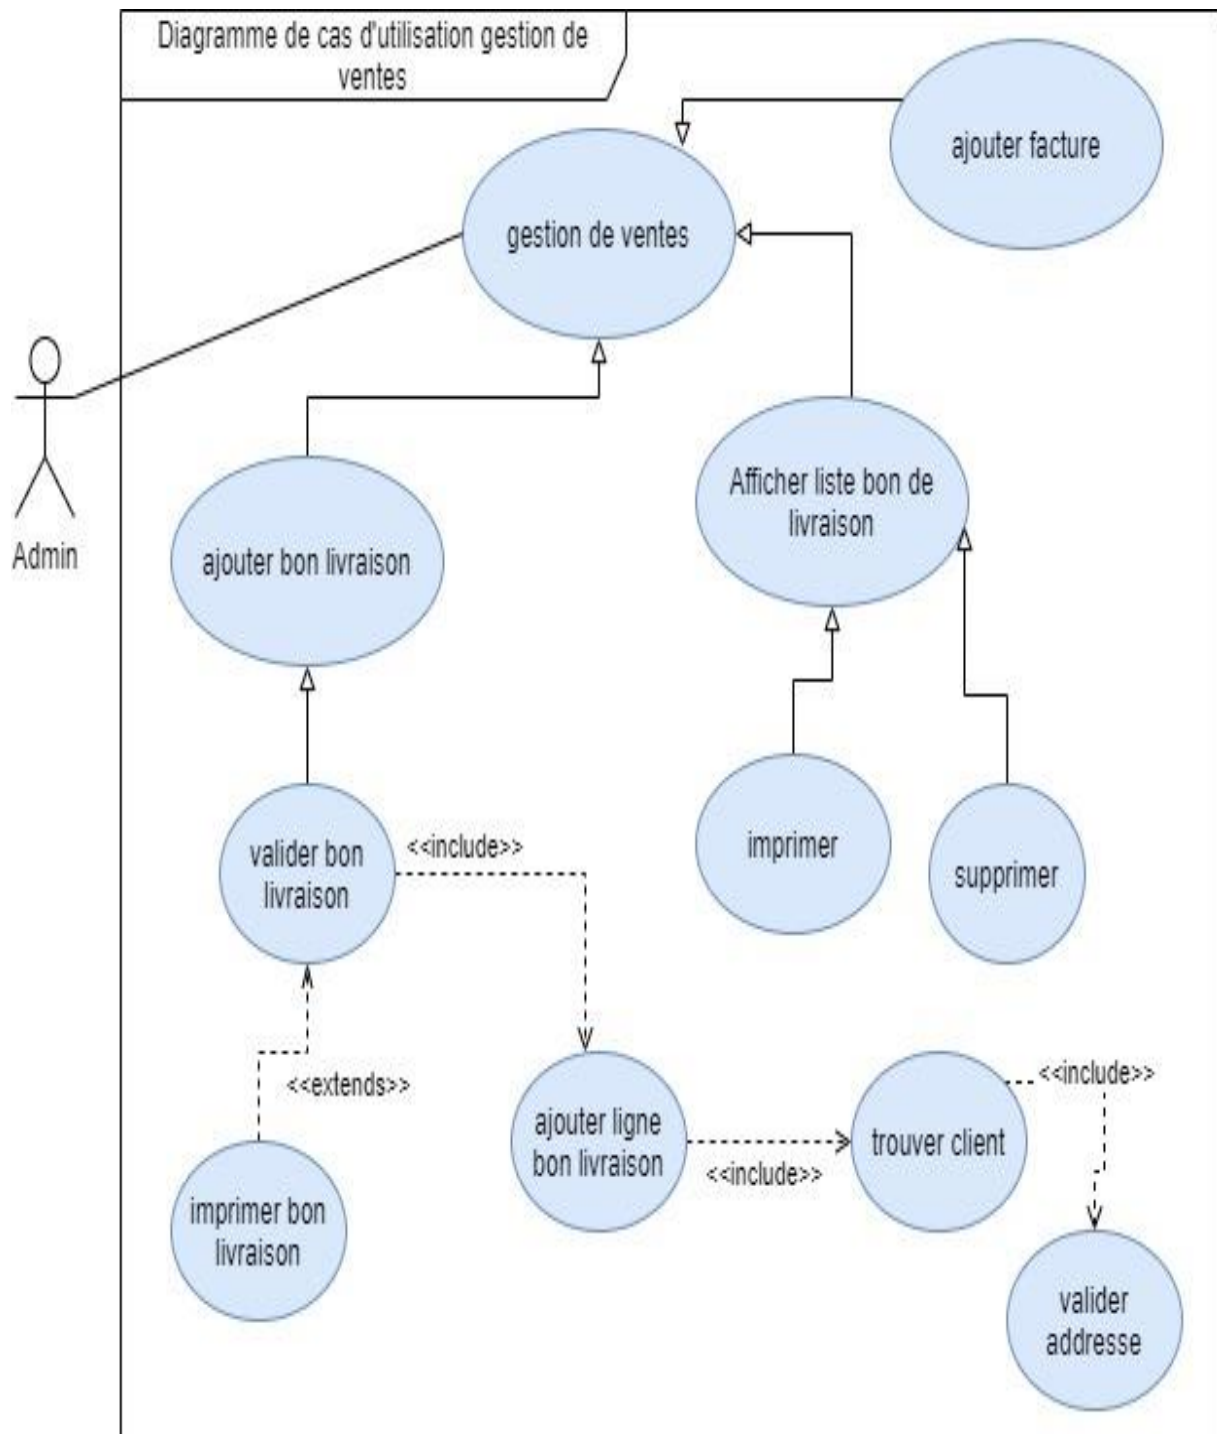 Diagramme de cas d'utilisation gestion de
ventes
ajouter facture
gestion de ventes
Afficher liste bon de
livraison
Admin
ajouter bon livraison
valider bon
livraison
<<include>>
imprimer
supprimer
<<extends>>
ajouter ligne
bon livraison
<<include>>
trouver client
<<include>>
imprimer bon
livraison
valider
addresse